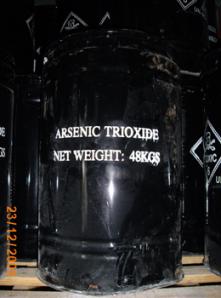 ARSENIC TRIOXIDE
NET WEIGHT: 48KGS